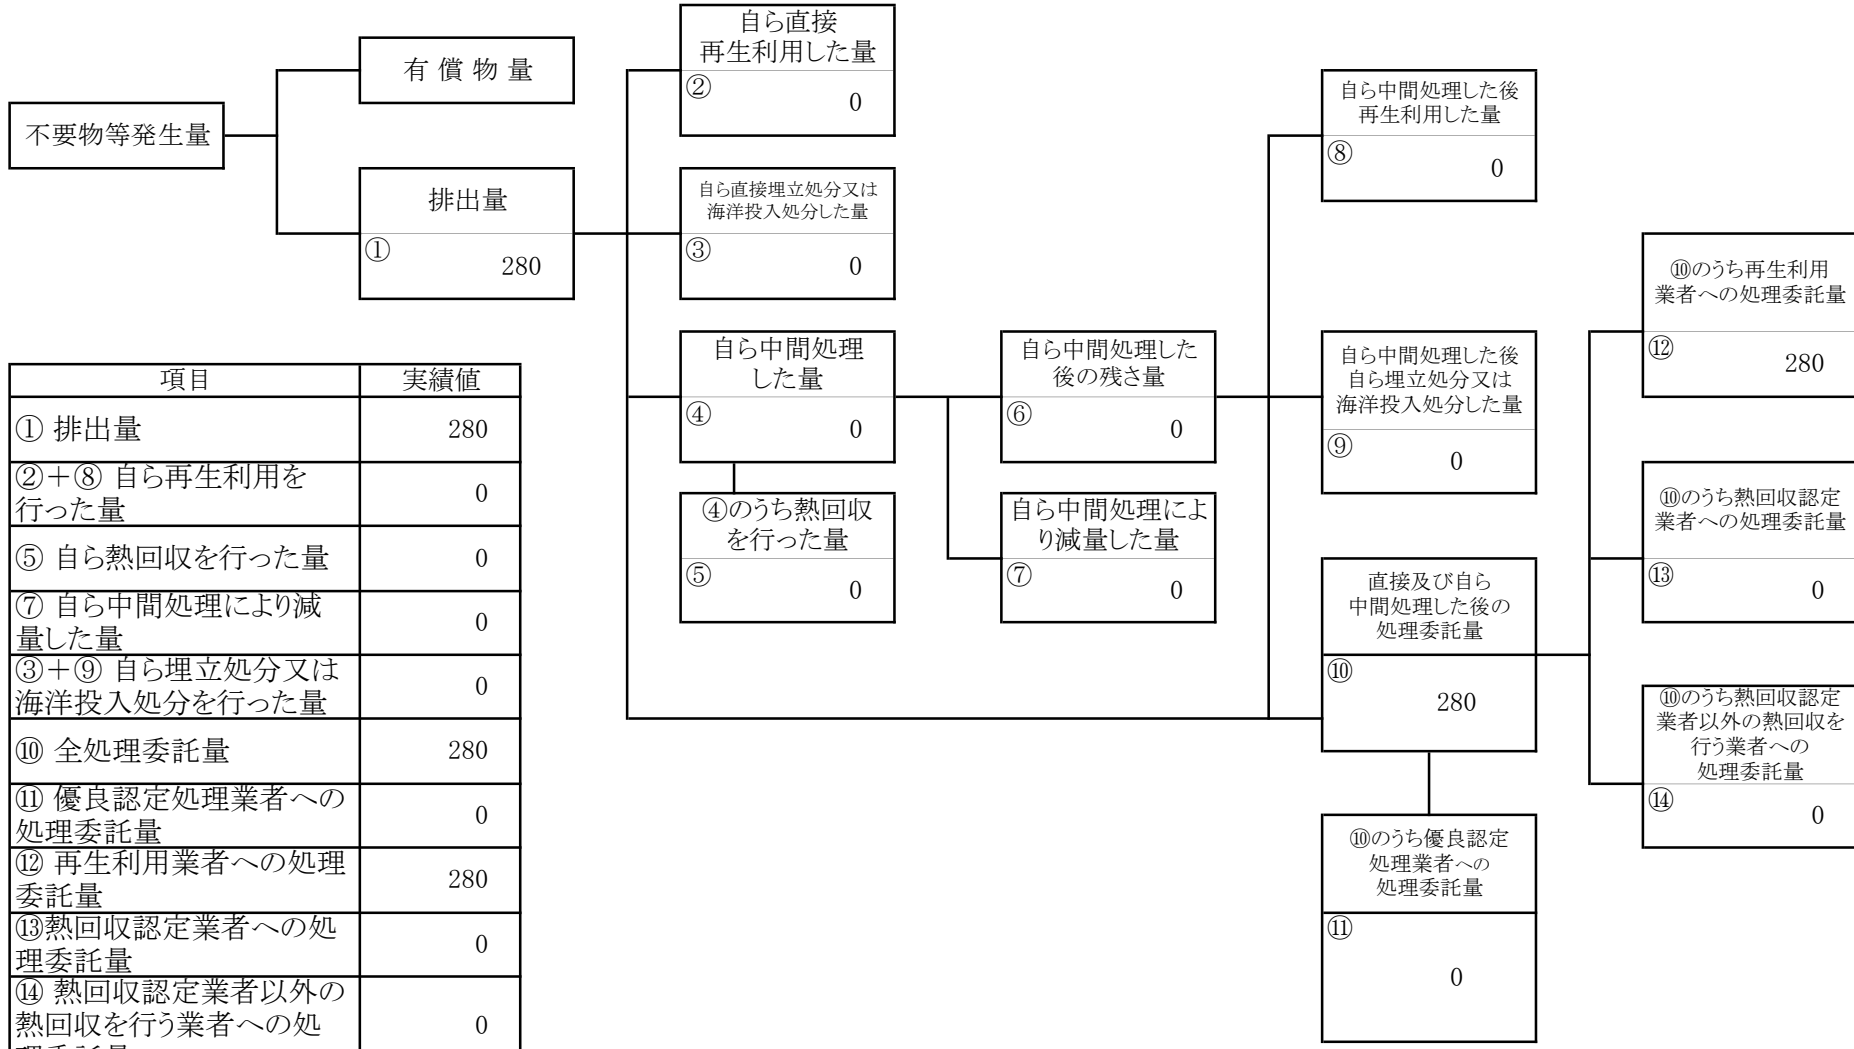 不要物等発生量
有 償 物 量
排出量
①
280
自ら直接
再生利用した量
②
0
自ら直接埋立処分又は
海洋投入処分した量
③
0
自ら中間処理
した量
④
0
④のうち熱回収
を行った量
⑤
0
自ら中間処理した
後の残さ量
⑥
0
自ら中間処理によ
り減量した量
⑦
0
自ら中間処理した後
再生利用した量
⑧
0
自ら中間処理した後
自ら埋立処分又は
海洋投入処分した量
⑨
0
直接及び自ら
中間処理した後の
処理委託量
⑩
280
⑩のうち優良認定
処理業者への
処理委託量
⑪
0
⑩のうち再生利用
業者への処理委託量
⑫
280
⑩のうち熱回収認定
業者への処理委託量
⑬
0
⑩のうち熱回収認定
業者以外の熱回収を
行う業者への
処理委託量
⑭
0
項目 実績値
① 排出量 280
②＋⑧ 自ら再生利用を
行った量 0
⑤ 自ら熱回収を行った量 0
⑦ 自ら中間処理により減
量した量 0
③＋⑨ 自ら埋立処分又は
海洋投入処分を行った量 0
⑩ 全処理委託量 280
⑪ 優良認定処理業者への
処理委託量 0
⑫ 再生利用業者への処理
委託量 280
⑬熱回収認定業者への処
理委託量 0
⑭ 熱回収認定業者以外の
熱回収を行う業者への処 0